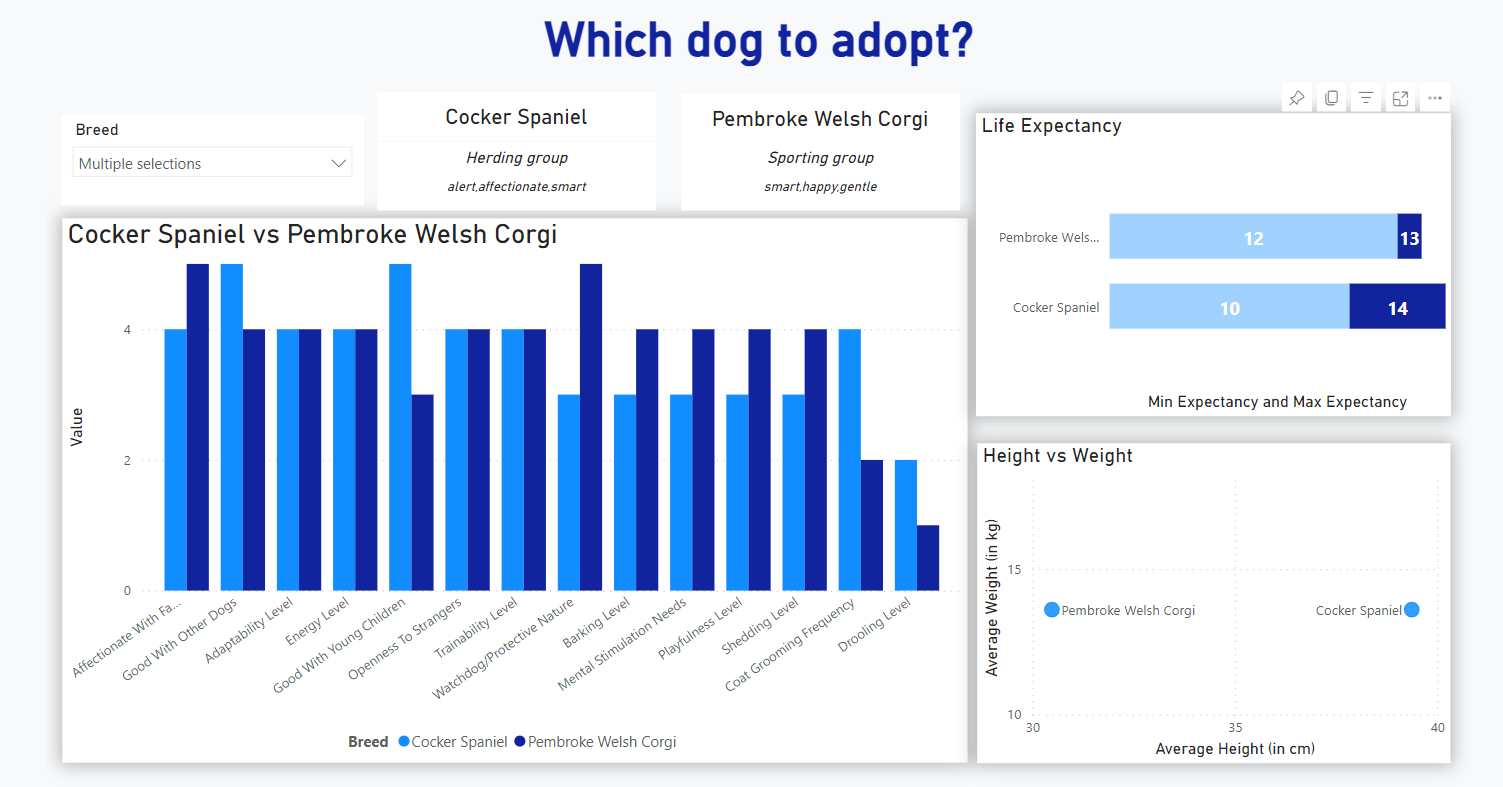 Which dog to adopt?
Breed
Multiple selections
Cocker Spaniel
Herding group
alert,affectionate,smart
Pembroke Welsh Corgi
Sporting group
smart,happy,gentle
Cocker Spaniel vs Pembroke Welsh Corgi
Value
4
2
0
Affectionate With Fa...
Good With Other Dogs
Adaptability Level
Energy Level
Good With Young Children
Openness To Strangers
Trainability Level
Watchdog/Protective Nature
Barking Level
Mental Stimulation Needs
Playfulness Level
Shedding Level
Coat Grooming Frequency
Drooling Level
Breed Cocker Spaniel Pembroke Welsh Corgi
Life Expectancy
Pembroke Wels... 12 13
Cocker Spaniel 10 14
Min Expectancy and Max Expectancy
Height vs Weight
Average Weight (in kg)
15
Pembroke Welsh Corgi Cocker Spaniel
10
30 35 40
Average Height (in cm)